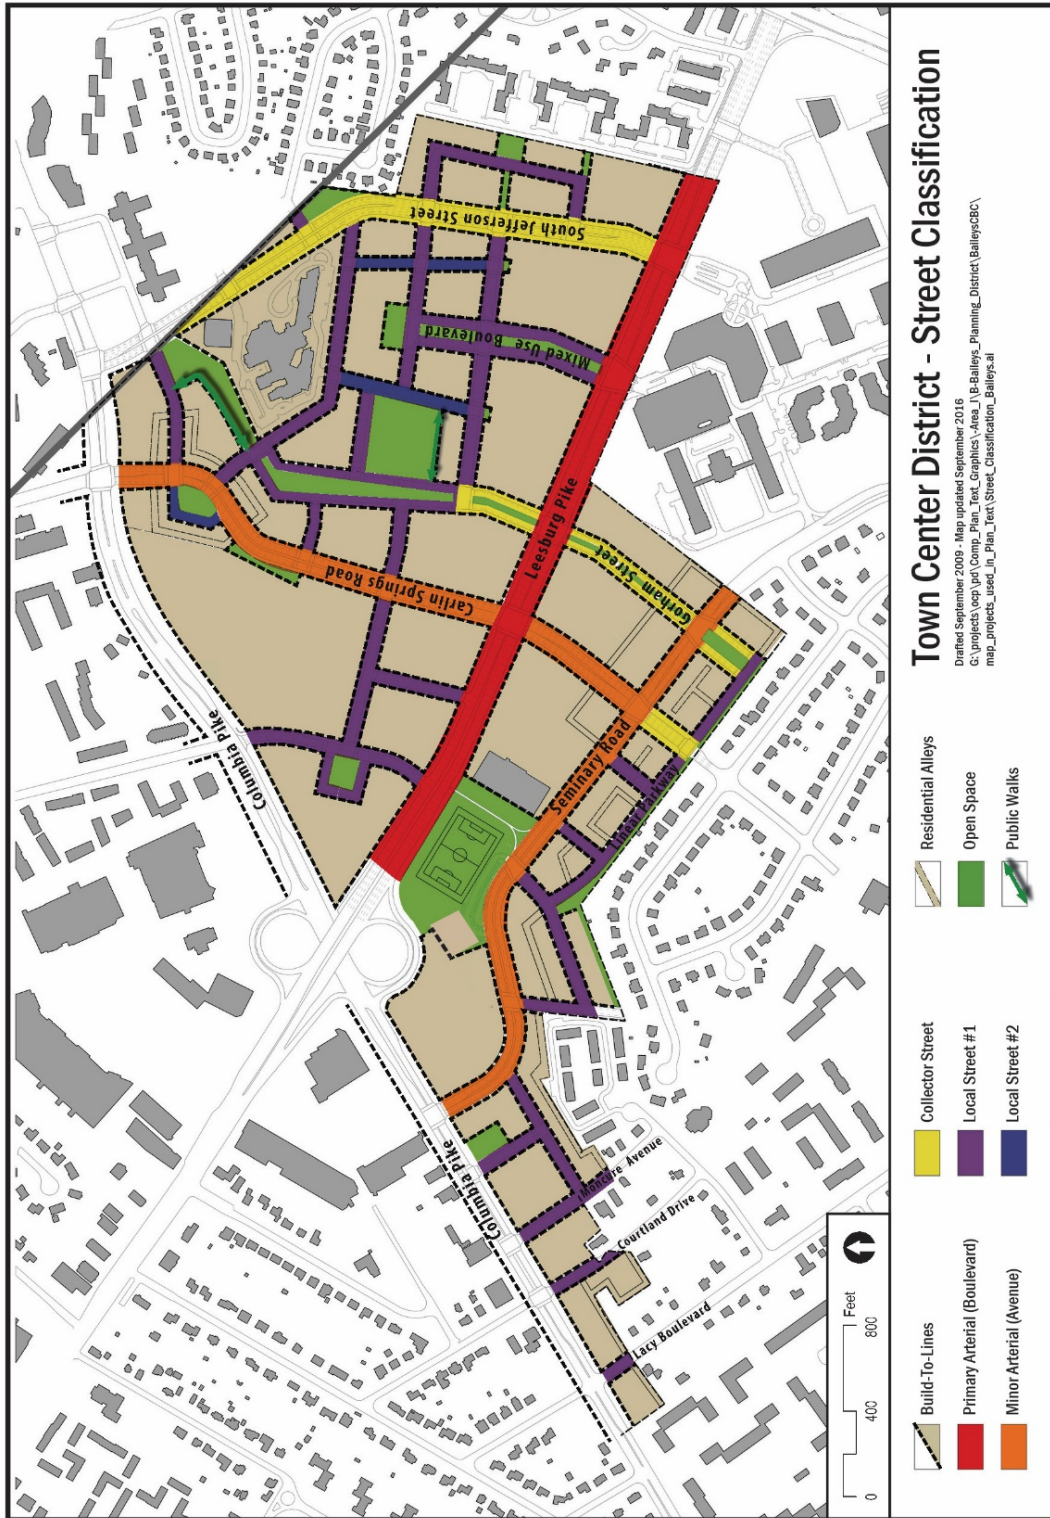 Town Center District - Street Classification
Drafted September 2009 - Map updated September 2016
G:\projects\ocp\pd\Comp_Plan_Text_Graphics\-Area_I\B-Baileys_Planning_District\BaileysCBC\
map_projects_used_in_Plan_Text\Street_Classification_Baileys.ai
Columbia Pike
Carlin Springs Road
South Jefferson Street
Mixed Use Boulevard
Leesburg Pike
Gorham Street
Seminary Road
Linear Parkway
Columbia Pike
Moncure Avenue
Courtland Drive
Lacy Boulevard
0 400 800
Feet
Build-To-Lines
Primary Arterial (Boulevard)
Minor Arterial (Avenue)
Collector Street
Local Street #1
Local Street #2
Residential Alleys
Open Space
Public Walks